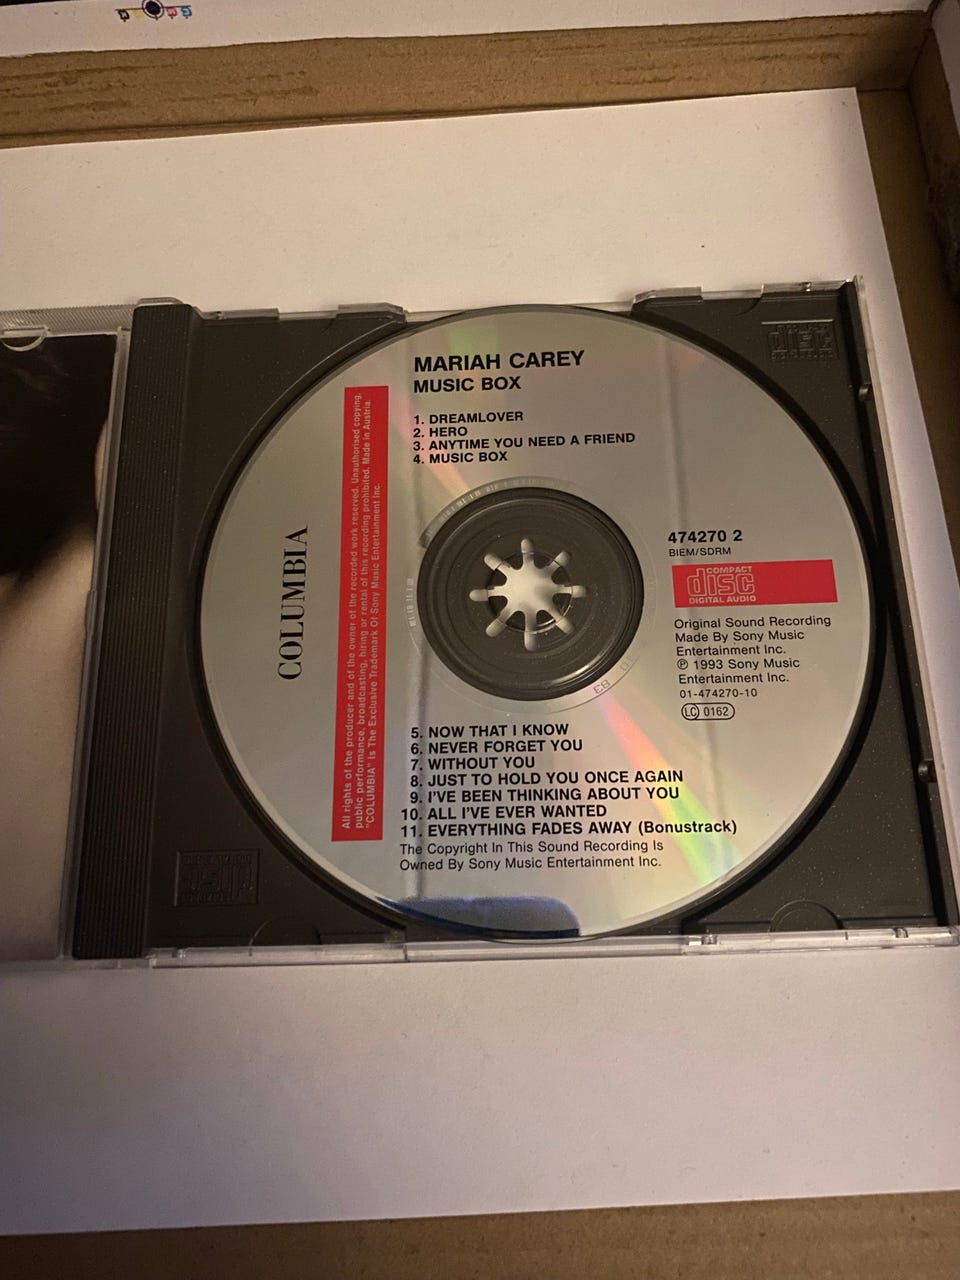 MARIAH CAREY
MUSIC BOX
1. DREAMLOVER
2. HERO
3. ANYTIME YOU NEED A FRIEND
4. MUSIC BOX
COLUMBIA
All rights of the producer and of the owner of the recorded work reserved. Unauthorised copying,
public performance, broadcasting, hiring or rental of this recording prohibited. Made in Austria.
"COLUMBIA" Is The Exclusive Trademark Of Sony Music Entertainment Inc.
474270 2
BIEM/SDRM
COMPACT
disc
DIGITAL AUDIO
Original Sound Recording
Made By Sony Music
Entertainment Inc.
℗ 1993 Sony Music
Entertainment Inc.
01-474270-10
LC 0162
5. NOW THAT I KNOW
6. NEVER FORGET YOU
7. WITHOUT YOU
8. JUST TO HOLD YOU ONCE AGAIN
9. I'VE BEEN THINKING ABOUT YOU
10. ALL I'VE EVER WANTED
11. EVERYTHING FADES AWAY (Bonustrack)
The Copyright In This Sound Recording Is
Owned By Sony Music Entertainment Inc.